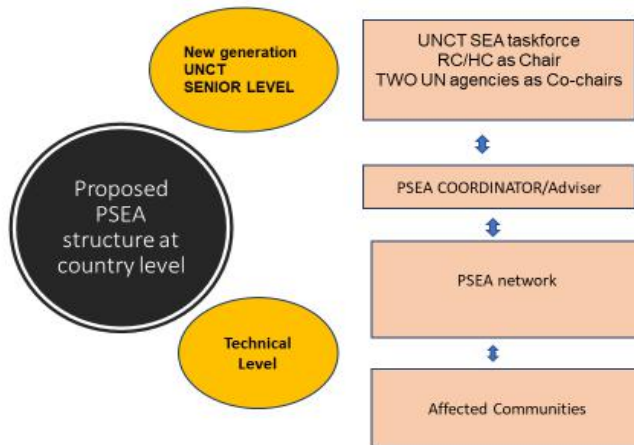 New generation
UNCT
SENIOR LEVEL
UNCT SEA taskforce
RC/HC as Chair
TWO UN agencies as Co-chairs
Proposed
PSEA
structure at
country level
PSEA COORDINATOR/Adviser
PSEA network
Technical
Level
Affected Communities